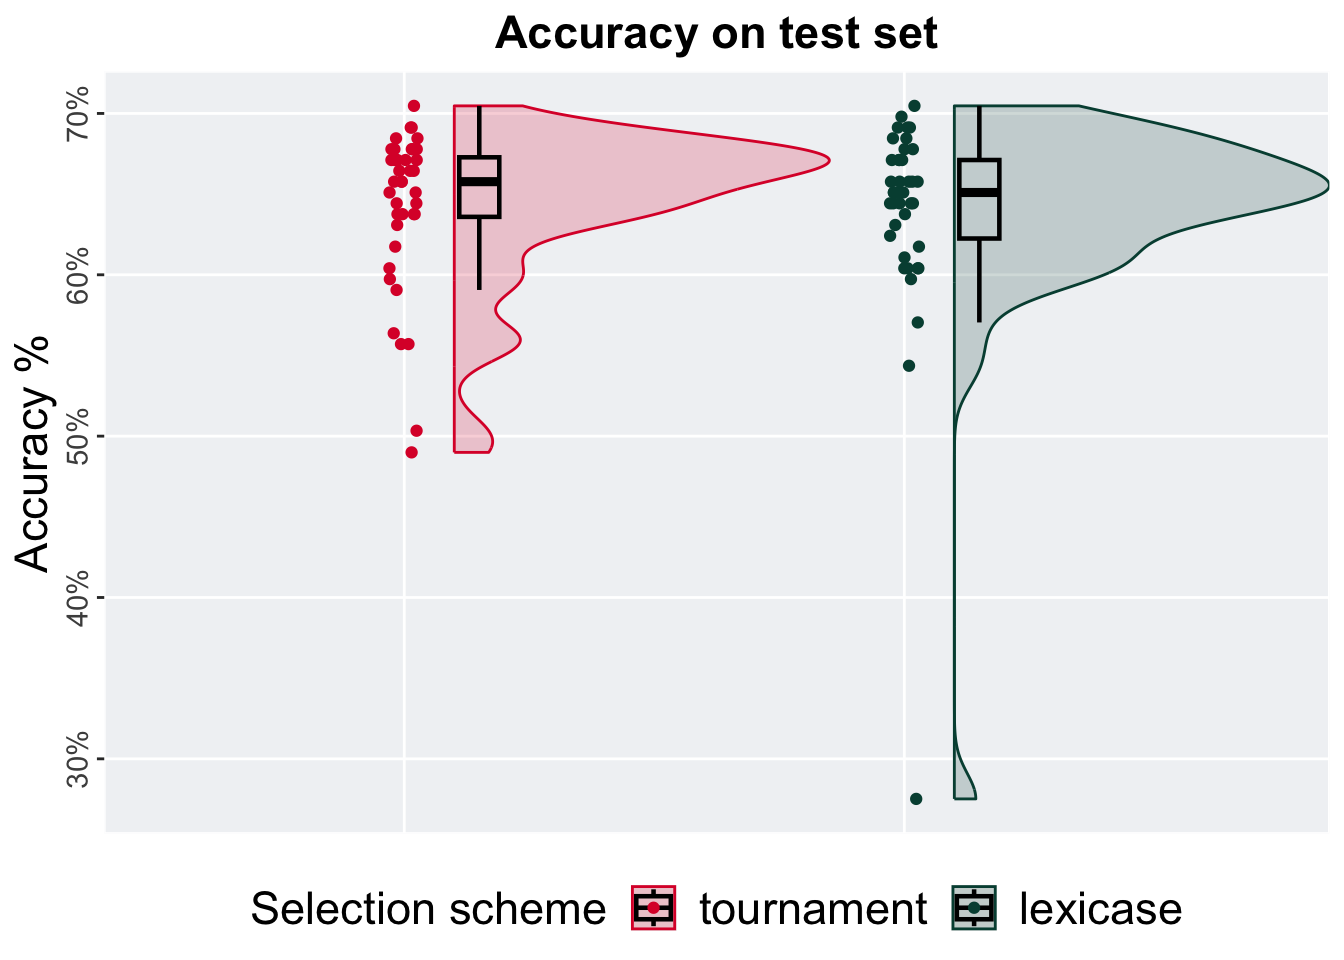 Accuracy on test set
Accuracy %
70%
60%
50%
40%
30%
Selection scheme tournament lexicase